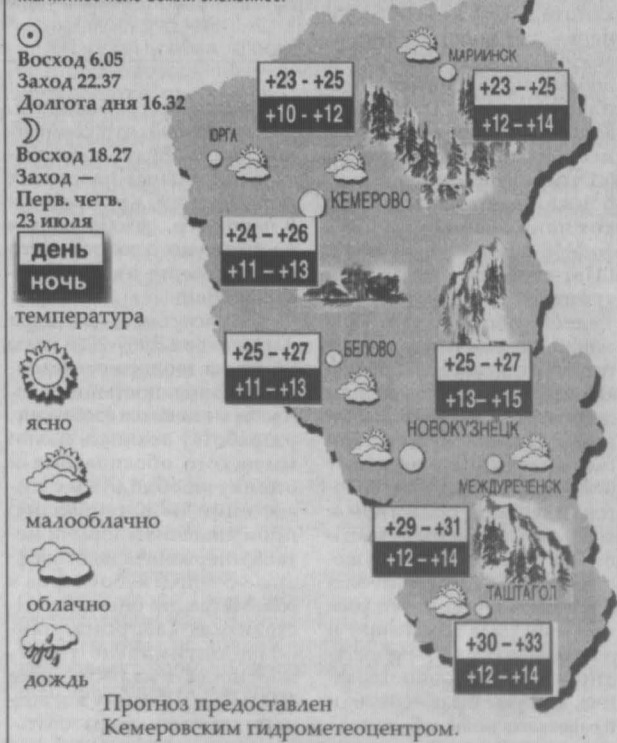 Восход 6.05
Заход 22.37
Долгота дня 16.32
Восход 18.27
Заход —
Перв. четв.
23 июля
день
ночь
температура
ясно
малооблачно
облачно
дождь
МАРИИНСК
+23 - +25
+10 - +12
+23 – +25
+12 – +14
ЮРГА
КЕМЕРОВО
+24 – +26
+11 – +13
+25 – +27
+11 – +13
БЕЛОВО
+25 – +27
+13– +15
НОВОКУЗНЕЦК
МЕЖДУРЕЧЕНСК
+29 – +31
+12 – +14
ТАШТАГОЛ
+30 – +33
+12 – +14
Прогноз предоставлен
Кемеровским гидрометеоцентром.